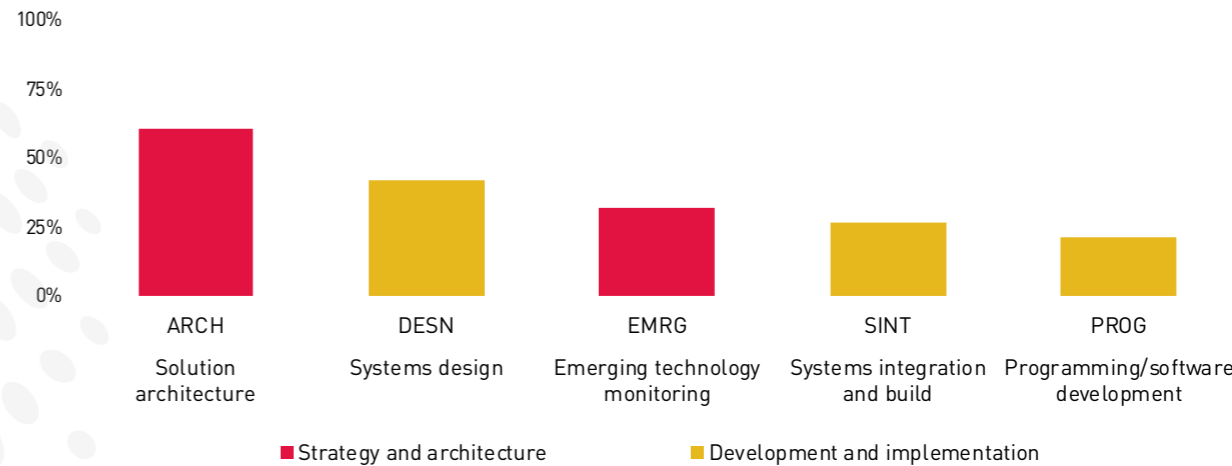 100%
75%
50%
25%
0%
ARCH
DESN
EMRG
SINT
PROG
Solution
architecture
Systems design
Emerging technology
monitoring
Systems integration
and build
Programming/software
development
Strategy and architecture
Development and implementation